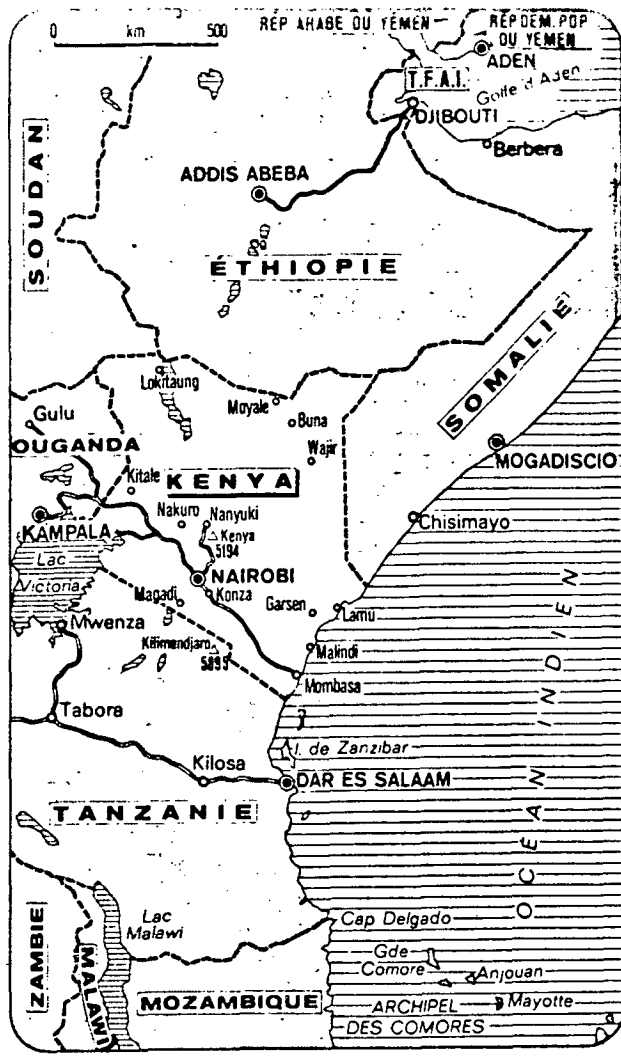 0 km 500
RÉP ARABE DU YÉMEN
RÉP DEM. POP
DU YÉMEN
ADEN
T.F.A.I.
Golfe d'Aden
DJIBOUTI
Berbera
ADDIS ABEBA
SOUDAN
ÉTHIOPIE
SOMALIE
Lokitaung
Moyale
Gulu
Buna
OUGANDA
Wajir
MOGADISCIO
Kitale
KENYA
Nakuro
Nanyuki
KAMPALA
Kenya
5194
Chisimayo
Lac
Victoria
NAIROBI
Magadi
Konza
Garsen
Lamu
Mwenza
Kilimendjaro
5895
Malindi
Mombasa
Tabora
I. de Zanzibar
Kilosa
DAR ES SALAAM
TANZANIE
OCÉAN INDIEN
Lac
Malawi
Cap Delgado
ZAMBIE
MALAWI
Gde
Comore
Anjouan
MOZAMBIQUE
ARCHIPEL
DES COMORES
Mayotte